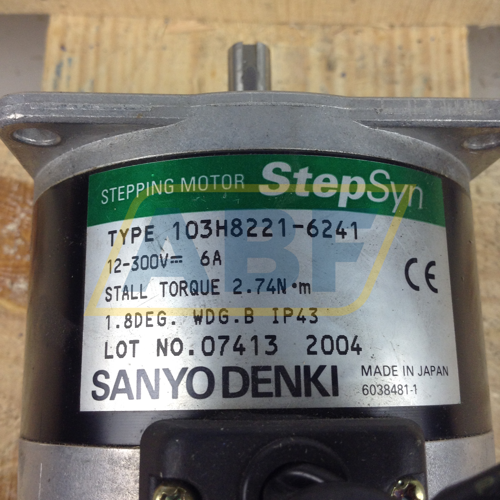 STEPPING MOTOR StepSyn
TYPE 103H8221-6241
12-300V⎓ 6A
STALL TORQUE 2.74N•m
1.8DEG. WDG.B IP43
LOT NO.07413 2004
CE
SANYO DENKI
MADE IN JAPAN
6038481-1
ABF